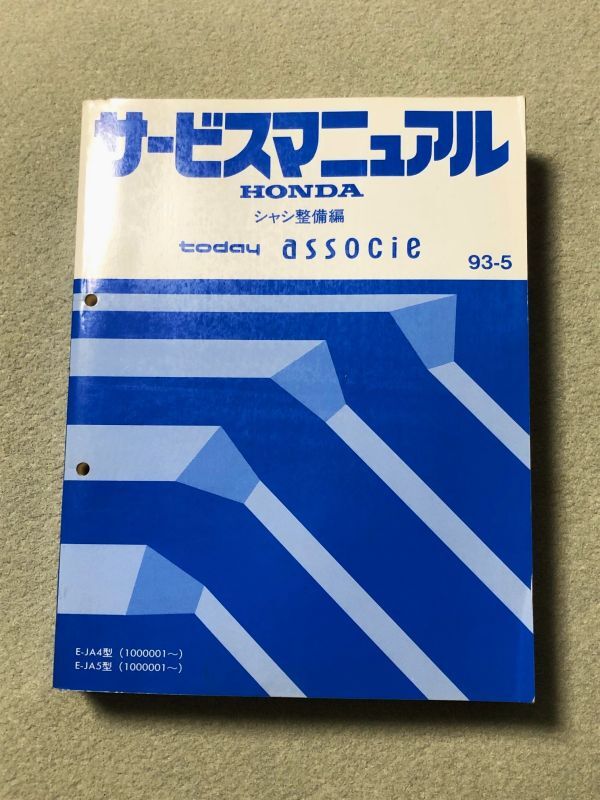 サービスマニュアル
HONDA
シャシ整備編
today associe
93-5
E-JA4型（1000001～）
E-JA5型（1000001～）